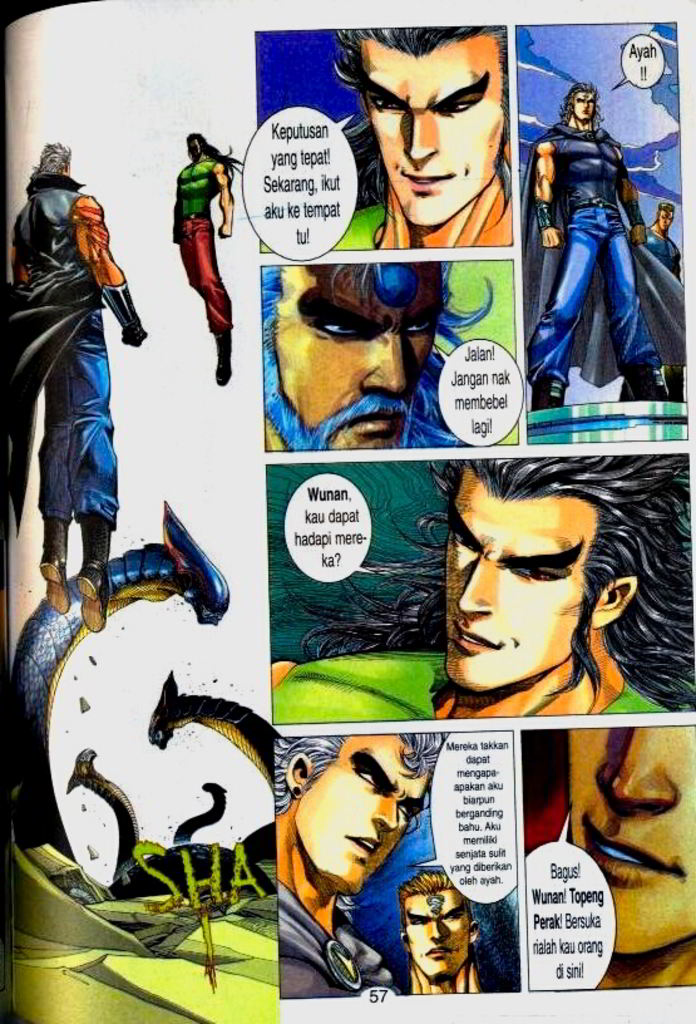 Keputusan
yang tepat!
Sekarang, ikut
aku ke tempat
tu!
Ayah
!!
Jalan!
Jangan nak
membebel
lagi!
Wunan,
kau dapat
hadapi mere-
ka?
SHA
Mereka takkan
dapat
mengapa-
apakan aku
biarpun
berganding
bahu. Aku
memiliki
senjata sulit
yang diberikan
oleh ayah.
Bagus!
Wunan! Topeng
Perak! Bersuka
rialah kau orang
di sini!
57